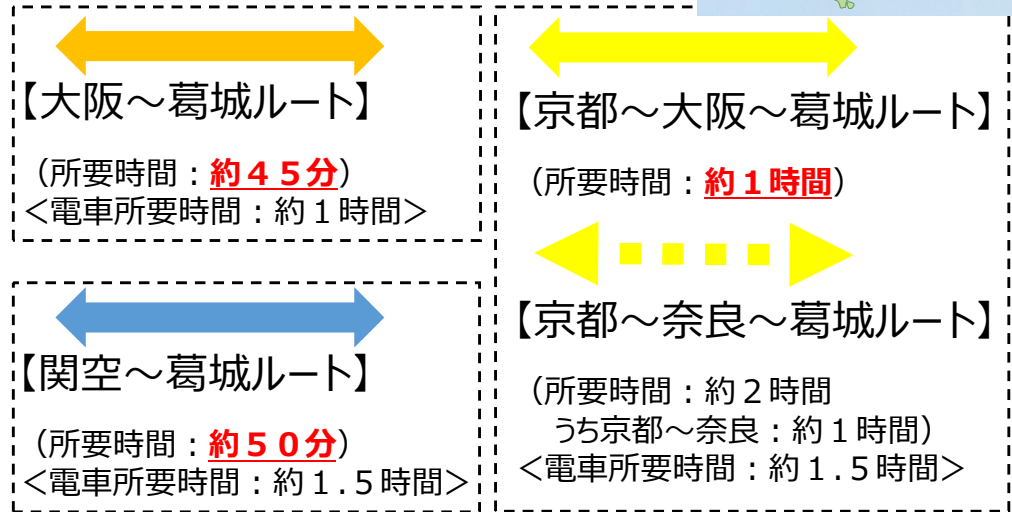 【大阪～葛城ルート】
（所要時間：約４５分）
＜電車所要時間：約１時間＞
【関空～葛城ルート】
（所要時間：約５０分）
＜電車所要時間：約１.５時間＞
【京都～大阪～葛城ルート】
（所要時間：約１時間）
【京都～奈良～葛城ルート】
（所要時間：約２時間
うち京都～奈良：約１時間）
＜電車所要時間：約１.５時間＞